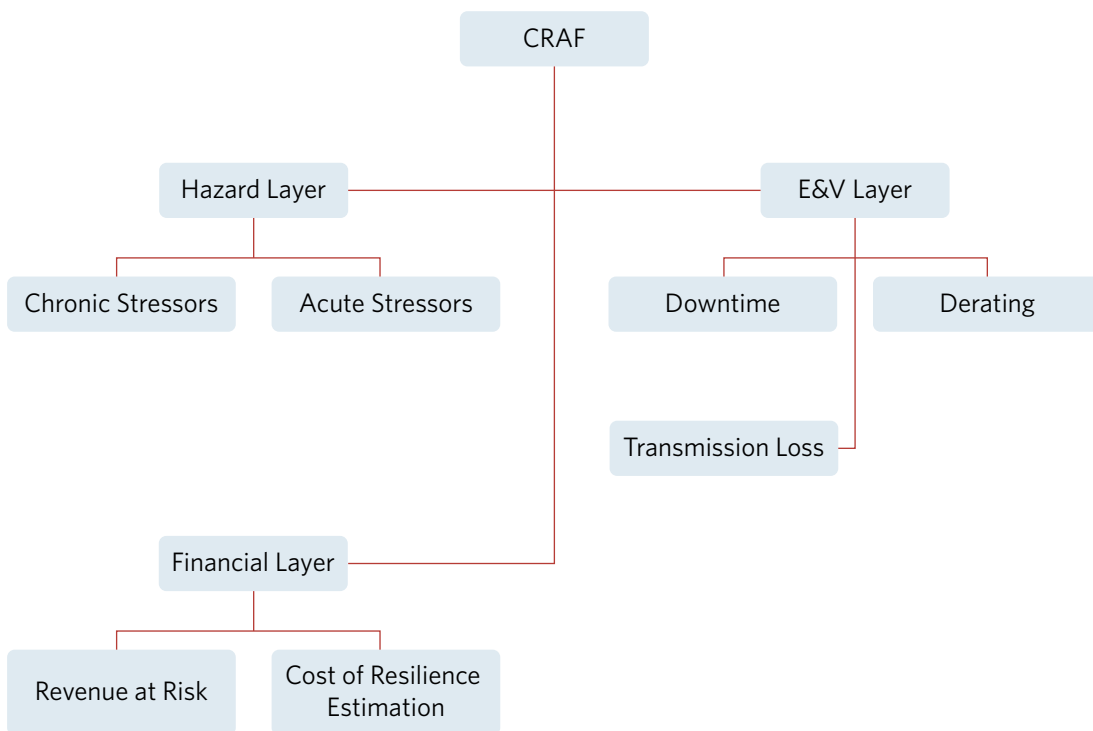 CRAF
Hazard Layer
E&V Layer
Chronic Stressors
Acute Stressors
Downtime
Derating
Transmission Loss
Financial Layer
Revenue at Risk
Cost of Resilience
Estimation